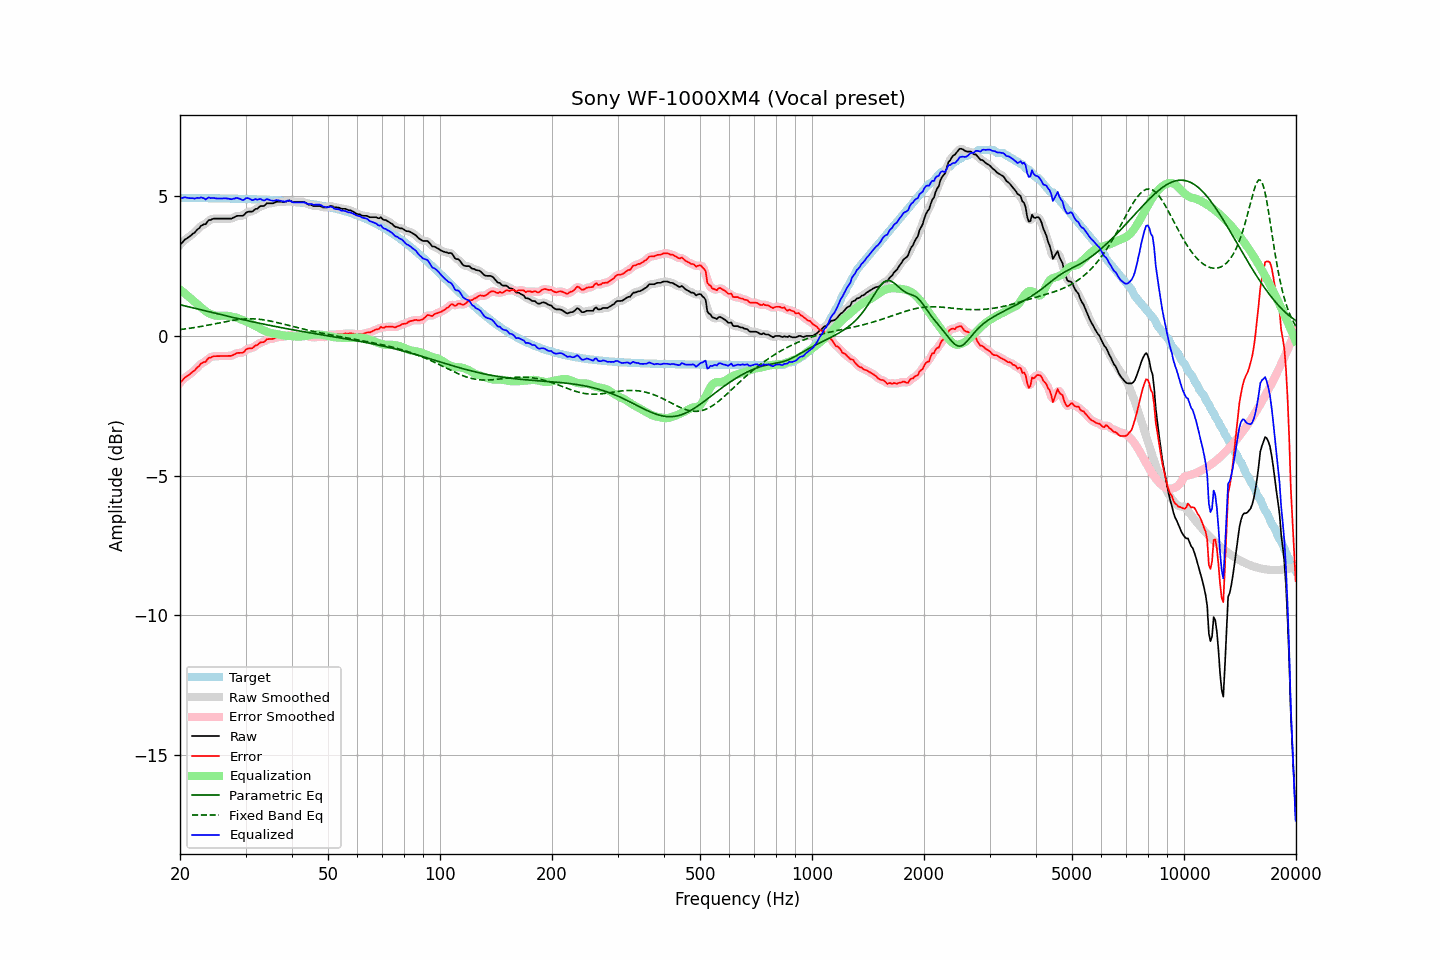 Sony WF-1000XM4 (Vocal preset)
Amplitude (dBr)
5
0
−5
−10
−15
Target
Raw Smoothed
Error Smoothed
Raw
Error
Equalization
Parametric Eq
Fixed Band Eq
Equalized
20 50 100 200 500 1000 2000 5000 10000 20000
Frequency (Hz)